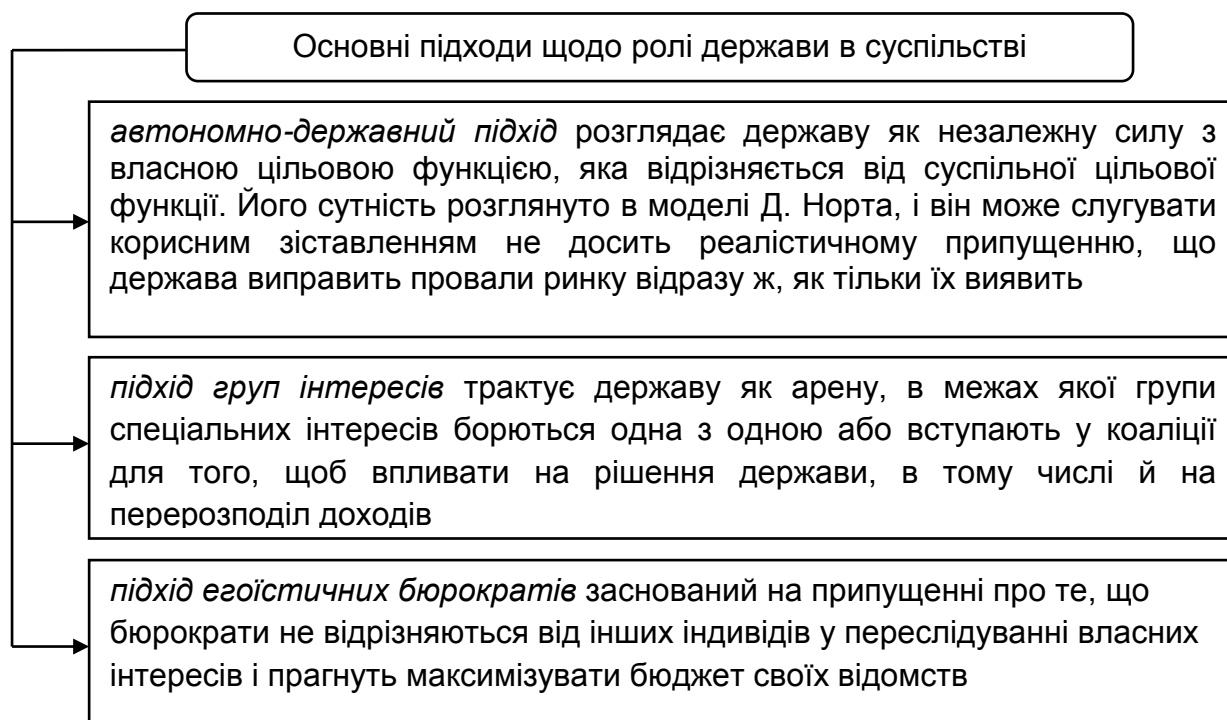 Основні підходи щодо ролі держави в суспільстві
автономно-державний підхід розглядає державу як незалежну силу з
власною цільовою функцією, яка відрізняється від суспільної цільової
функції. Його сутність розглянуто в моделі Д. Норта, і він може слугувати
корисним зіставленням не досить реалістичному припущенню, що
держава виправить провали ринку відразу ж, як тільки їх виявить
підхід груп інтересів трактує державу як арену, в межах якої групи
спеціальних інтересів борються одна з одною або вступають у коаліції
для того, щоб впливати на рішення держави, в тому числі й на
перерозподіл доходів
підхід егоїстичних бюрократів заснований на припущенні про те, що
бюрократи не відрізняються від інших індивідів у переслідуванні власних
інтересів і прагнуть максимізувати бюджет своїх відомств